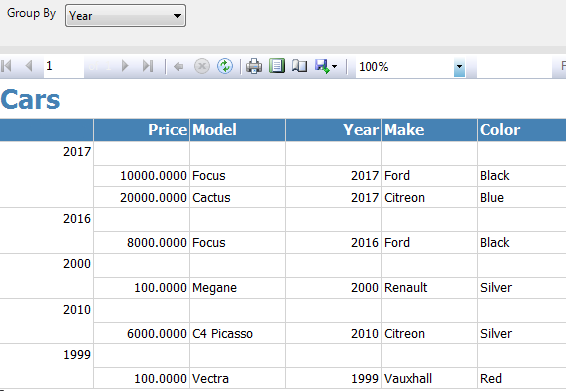 Group By Year
1 100% F
Cars
Price Model Year Make Color
2017
10000.0000 Focus 2017 Ford Black
20000.0000 Cactus 2017 Citreon Blue
2016
8000.0000 Focus 2016 Ford Black
2000
100.0000 Megane 2000 Renault Silver
2010
6000.0000 C4 Picasso 2010 Citreon Silver
1999
100.0000 Vectra 1999 Vauxhall Red